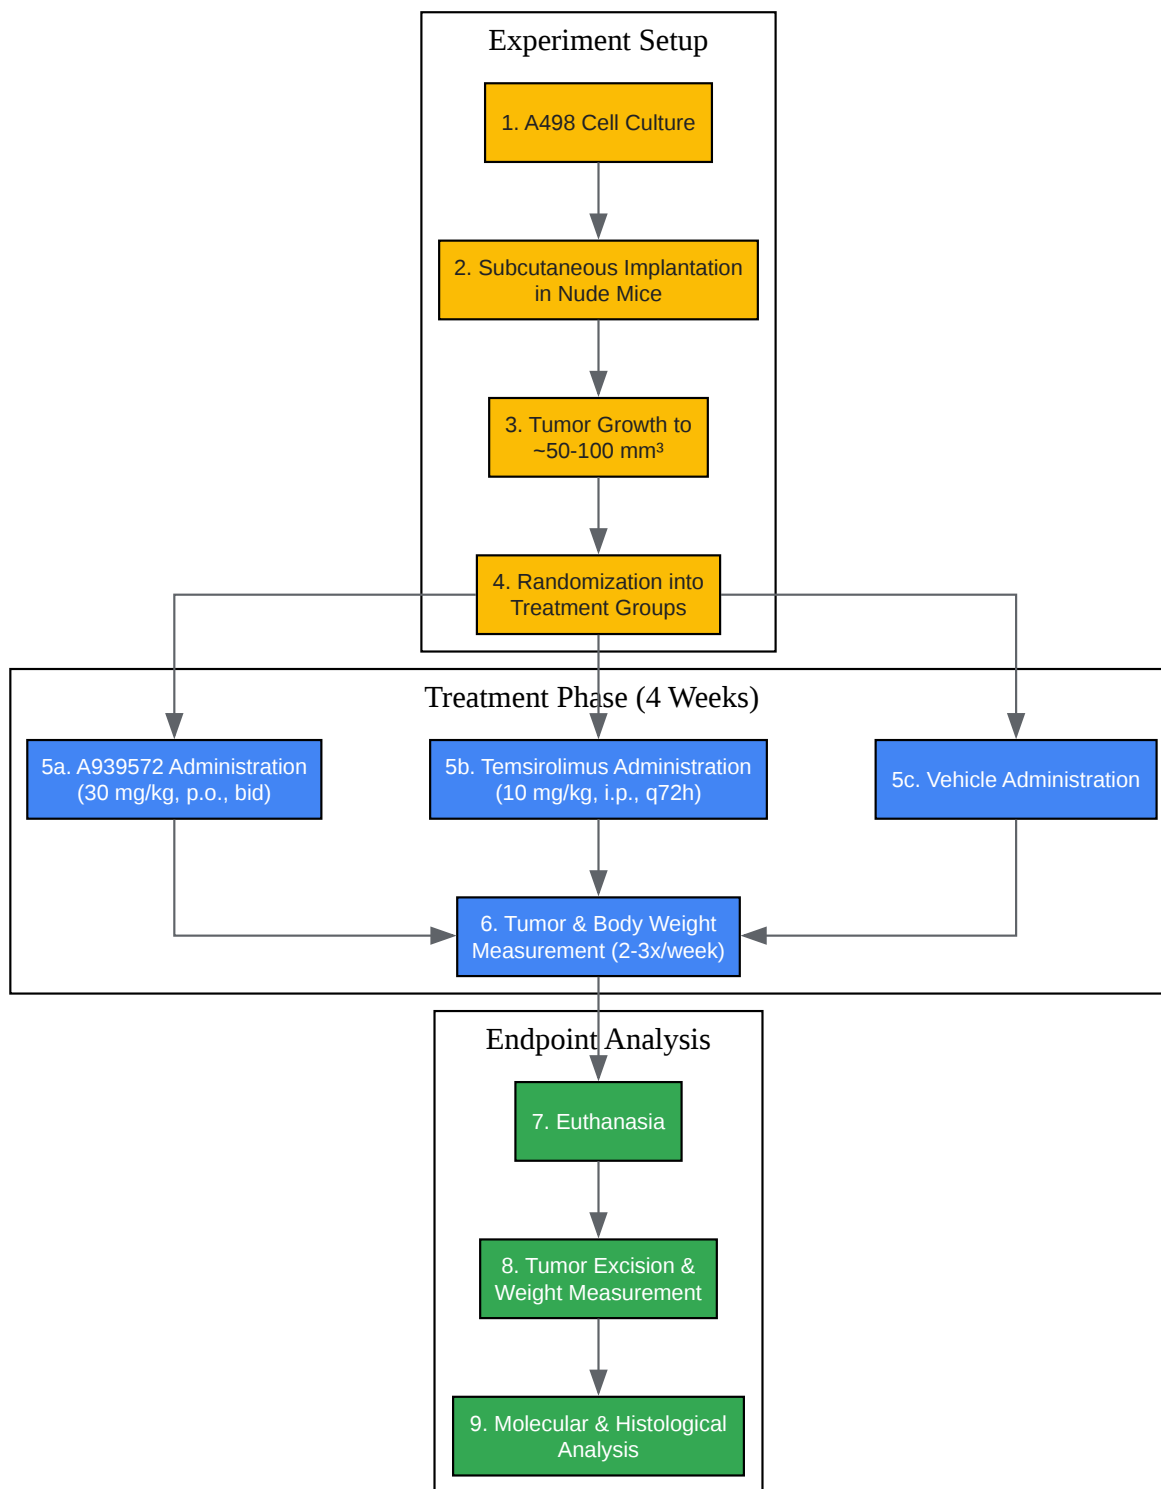 Experiment Setup
1. A498 Cell Culture
2. Subcutaneous Implantation
in Nude Mice
3. Tumor Growth to
~50-100 mm³
4. Randomization into
Treatment Groups
Treatment Phase (4 Weeks)
5a. A939572 Administration
(30 mg/kg, p.o., bid)
5b. Temsirolimus Administration
(10 mg/kg, i.p., q72h)
5c. Vehicle Administration
6. Tumor & Body Weight
Measurement (2-3x/week)
Endpoint Analysis
7. Euthanasia
8. Tumor Excision &
Weight Measurement
9. Molecular & Histological
Analysis